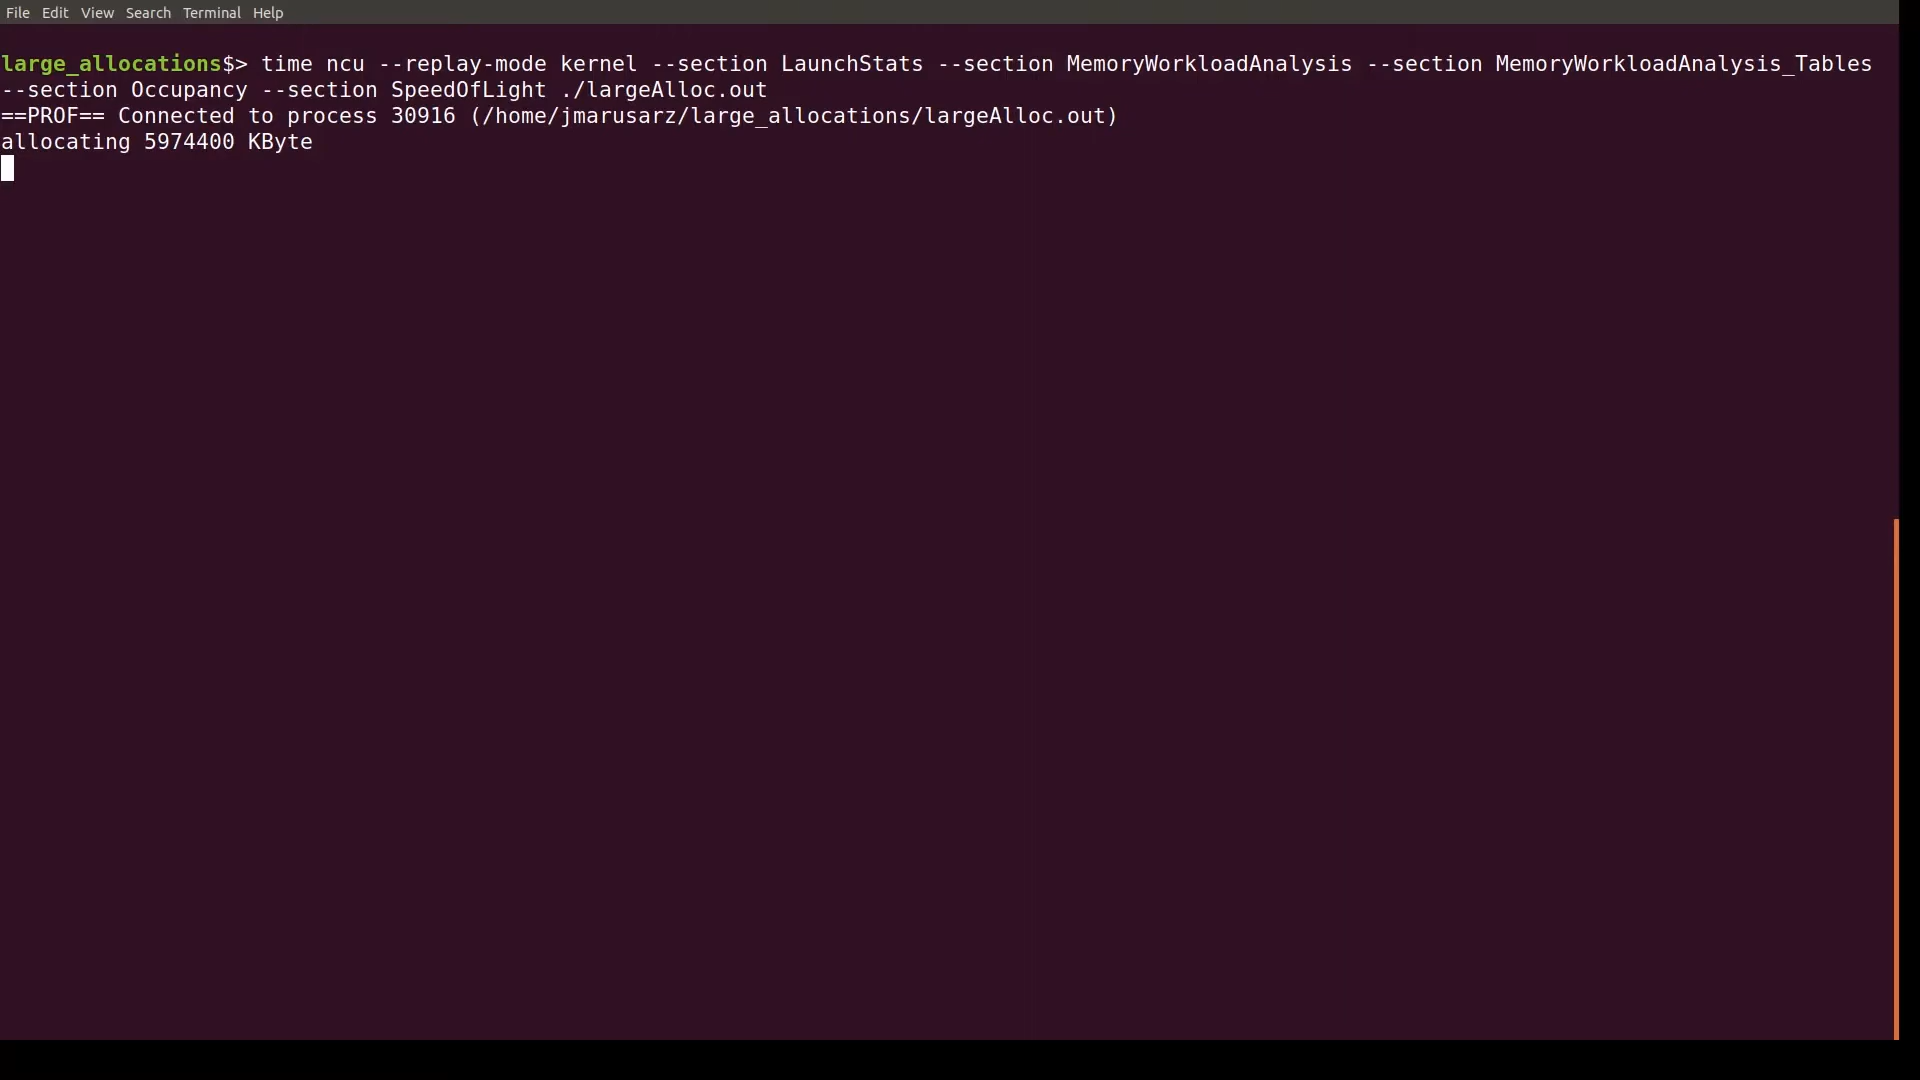 File Edit View Search Terminal Help
large_allocations$> time ncu --replay-mode kernel --section LaunchStats --section MemoryWorkloadAnalysis --section MemoryWorkloadAnalysis_Tables
--section Occupancy --section SpeedOfLight ./largeAlloc.out
==PROF== Connected to process 30916 (/home/jmarusarz/large_allocations/largeAlloc.out)
allocating 5974400 KByte